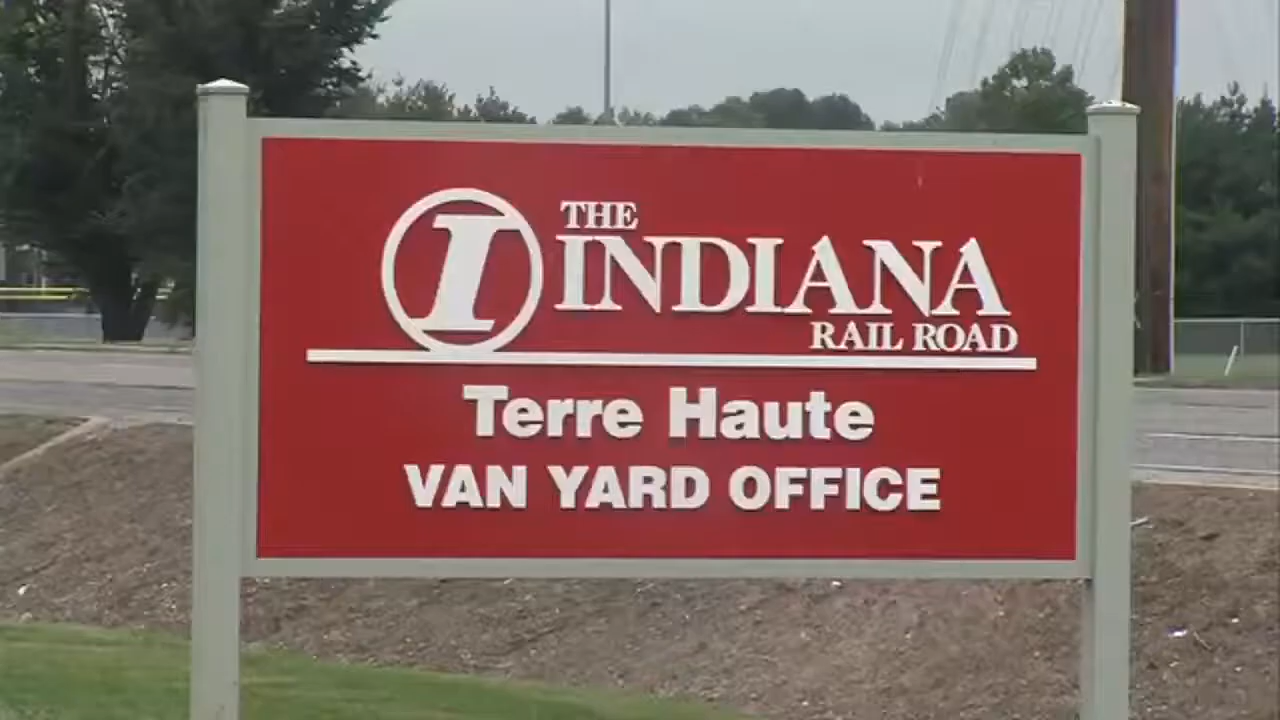 I
THE
INDIANA
RAIL ROAD
Terre Haute
VAN YARD OFFICE